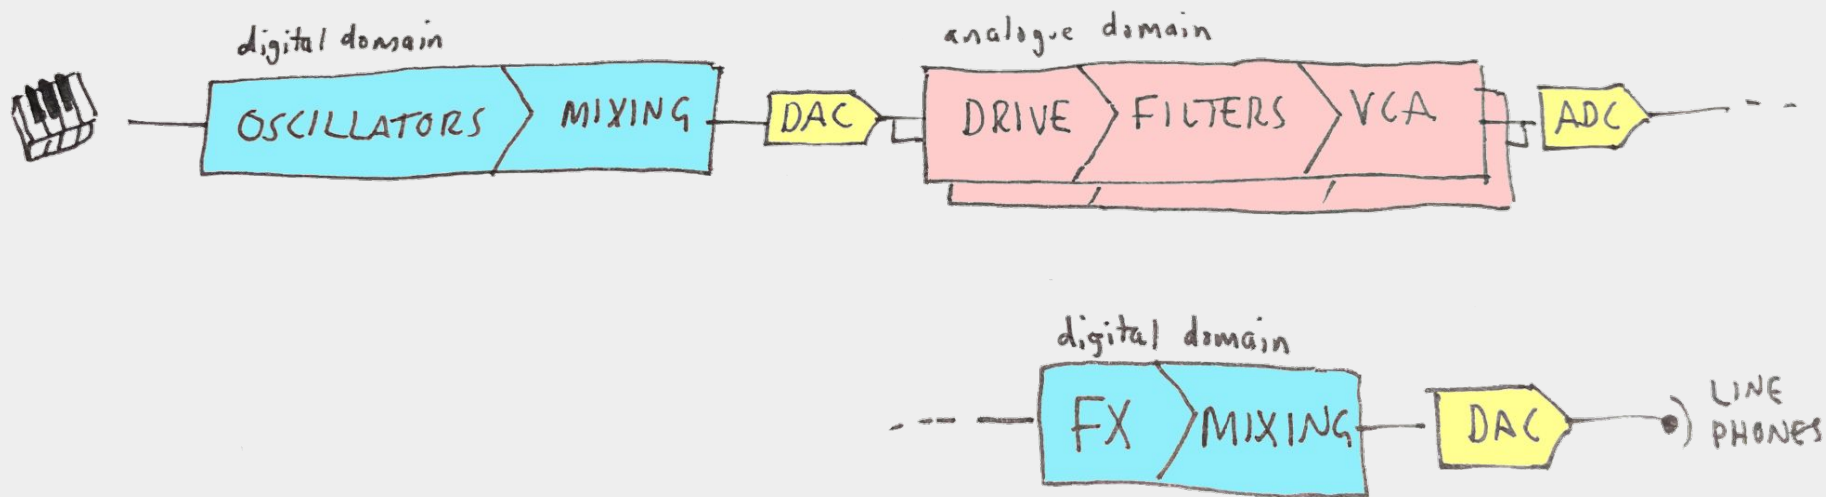 digital domain
OSCILLATORS
MIXING
DAC
analogue domain
DRIVE
FILTERS
VCA
ADC
digital domain
FX
MIXING
DAC
LINE
PHONES